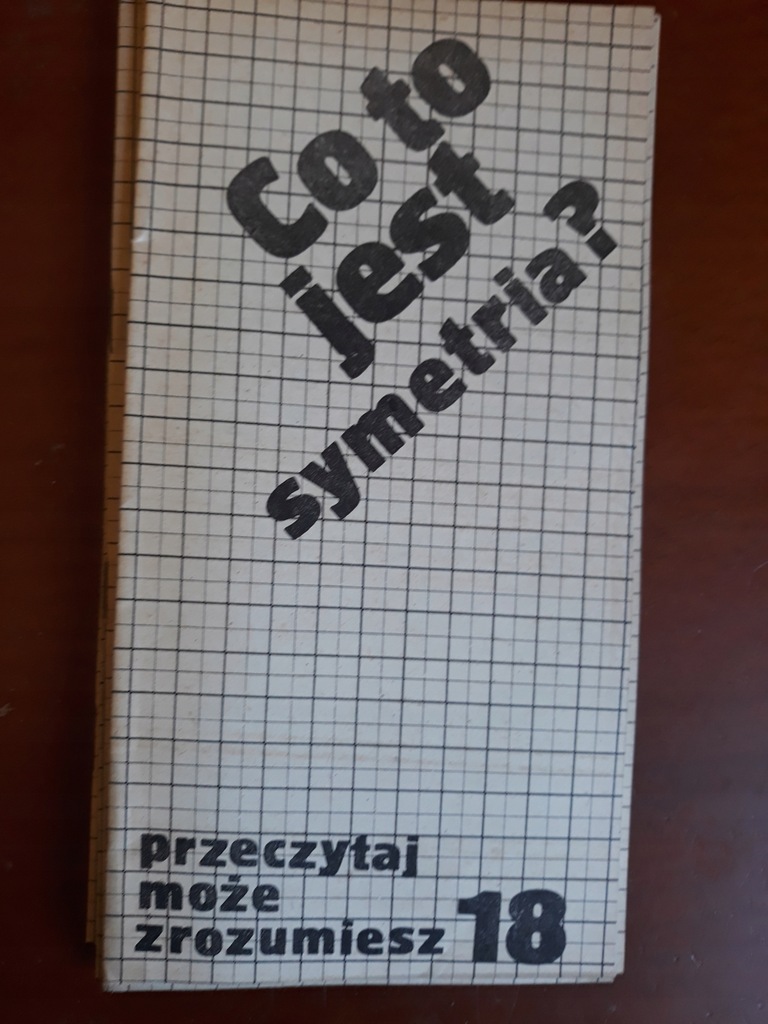 Co to
jest
symetria?
przeczytaj
może
zrozumiesz 18